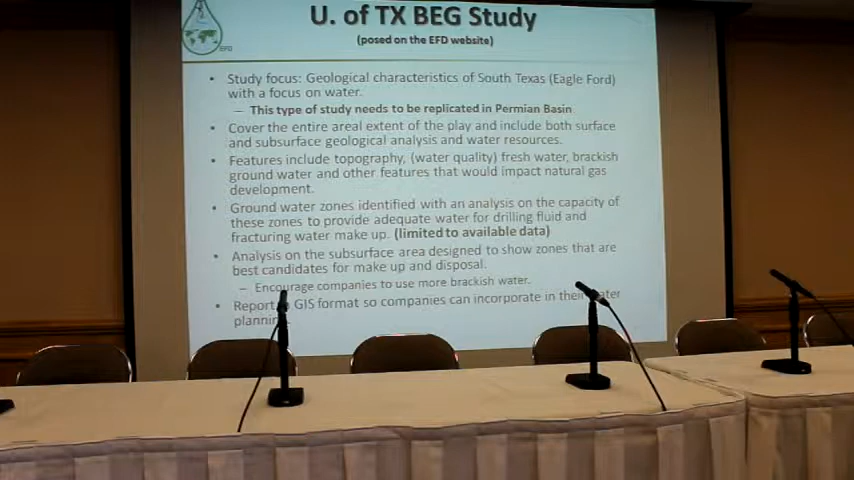 U. of TX BEG Study
(posed on the EFD website)
EFD
• Study focus: Geological characteristics of South Texas (Eagle Ford)
with a focus on water.
– This type of study needs to be replicated in Permian Basin
• Cover the entire areal extent of the play and include both surface
and subsurface geological analysis and water resources.
• Features include topography, (water quality) fresh water, brackish
ground water and other features that would impact natural gas
development.
• Ground water zones identified with an analysis on the capacity of
these zones to provide adequate water for drilling fluid and
fracturing water make up. (limited to available data)
• Analysis on the subsurface area designed to show zones that are
best candidates for make up and disposal.
– Encourage companies to use more brackish water.
• Report GIS format so companies can incorporate in their water
planning